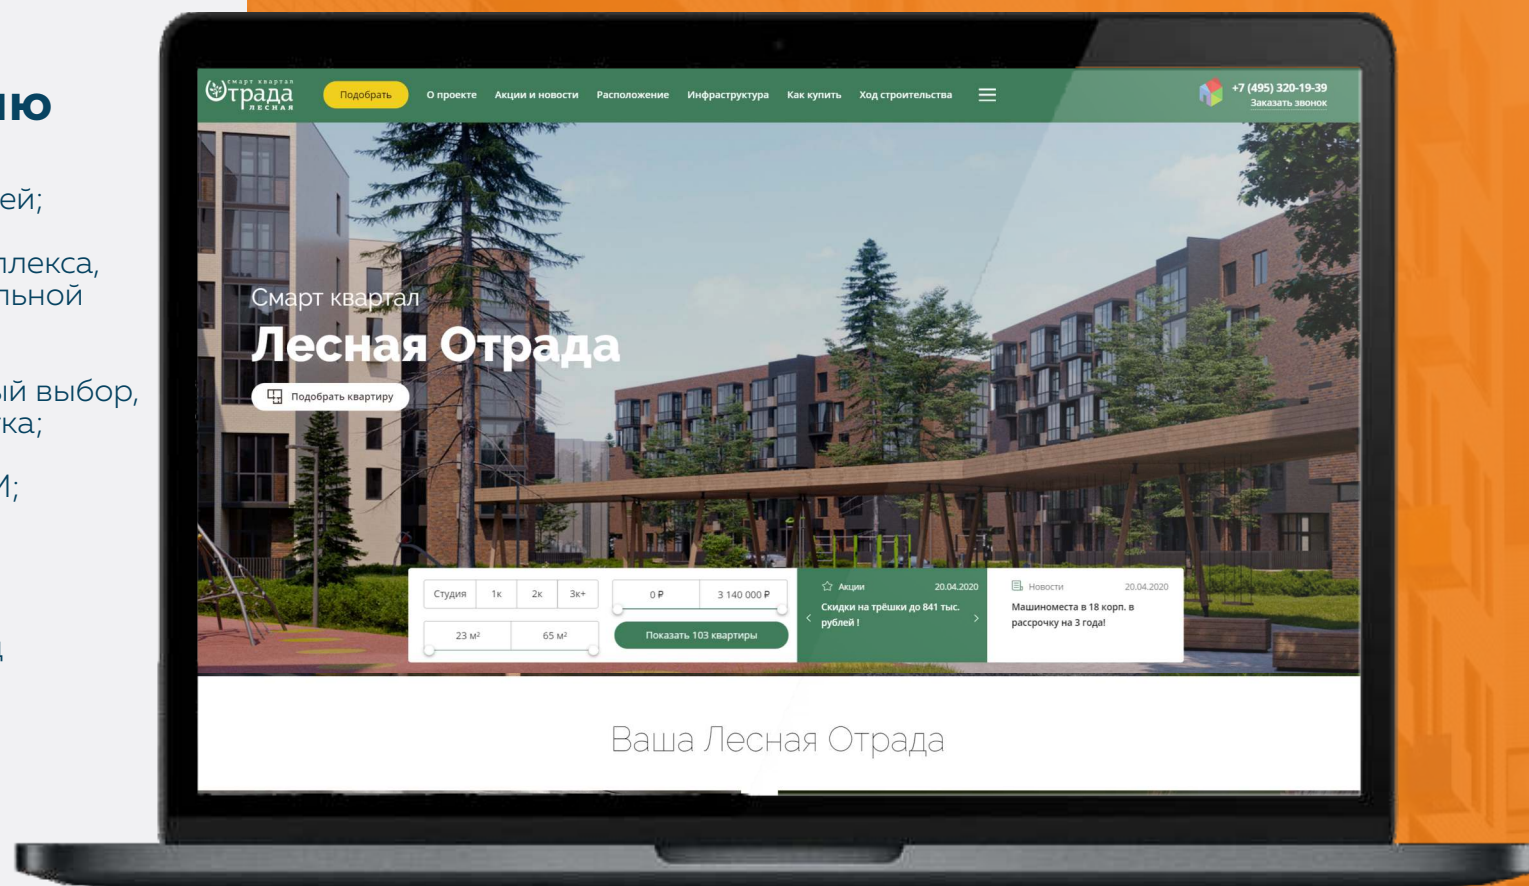 ию
ей;
плекса,
льной
ый выбор,
ка;
И;
д
смарт квартал
Отрада
лесная
Подобрать
О проекте
Акции и новости
Расположение
Инфраструктура
Как купить
Ход строительства
+7 (495) 320-19-39
Заказать звонок
Смарт квартал
Лесная Отрада
Подобрать квартиру
Студия 1к 2к 3к+
0 ₽ 3 140 000 ₽
23 м² 65 м²
Показать 103 квартиры
Акции 20.04.2020
Скидки на трёшки до 841 тыс.
рублей !
Новости 20.04.2020
Машиноместа в 18 корп. в
рассрочку на 3 года!
Ваша Лесная Отрада